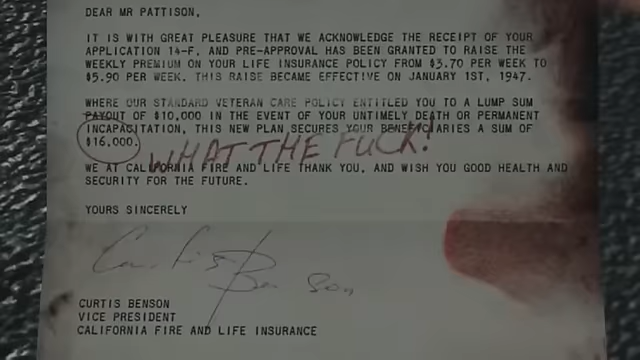 DEAR MR PATTISON,
IT IS WITH GREAT PLEASURE THAT WE ACKNOWLEDGE THE RECEIPT OF YOUR
APPLICATION 14-F, AND PRE-APPROVAL HAS BEEN GRANTED TO RAISE THE
WEEKLY PREMIUM ON YOUR LIFE INSURANCE POLICY FROM $3.70 PER WEEK TO
$5.90 PER WEEK. THIS RAISE BECAME EFFECTIVE ON JANUARY 1ST, 1947.
WHERE OUR STANDARD VETERAN CARE POLICY ENTITLED YOU TO A LUMP SUM
PAYOUT OF $10,000 IN THE EVENT OF YOUR UNTIMELY DEATH OR PERMANENT
INCAPACITATION, THIS NEW PLAN SECURES YOUR BENEFICIARIES A SUM OF
$16,000.
WHAT THE FUCK!
WE AT CALIFORNIA FIRE AND LIFE THANK YOU, AND WISH YOU GOOD HEALTH AND
SECURITY FOR THE FUTURE.
YOURS SINCERELY
Curtis Benson
CURTIS BENSON
VICE PRESIDENT
CALIFORNIA FIRE AND LIFE INSURANCE